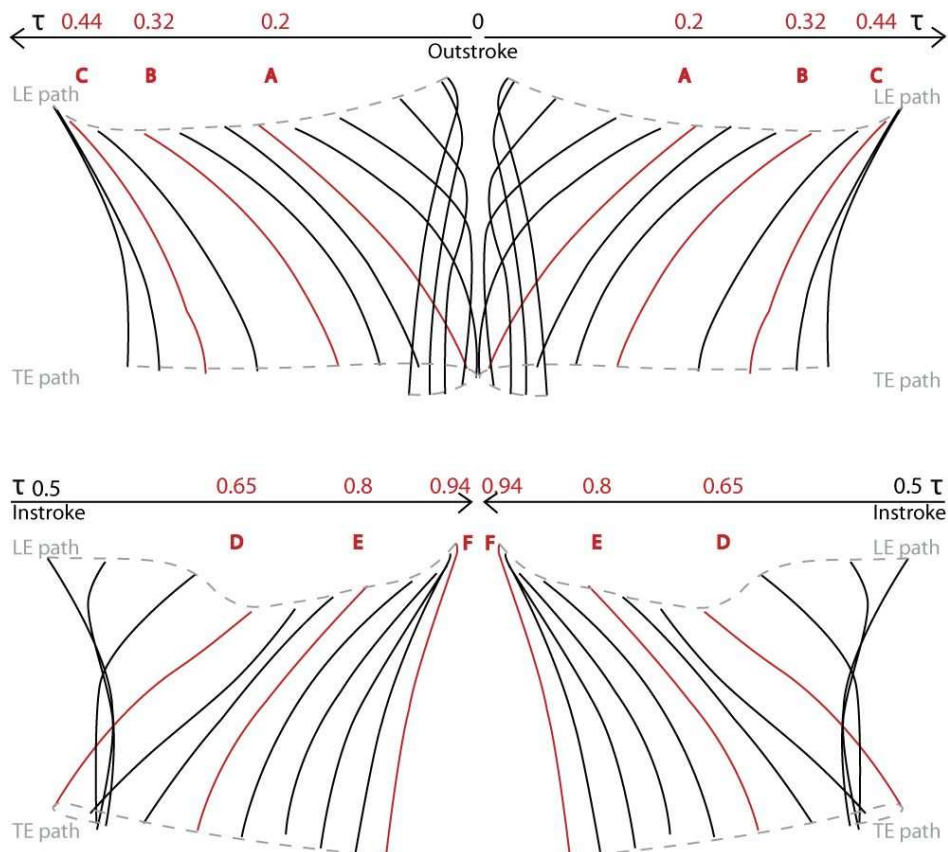 τ 0.44 0.32 0.2 0 0.2 0.32 0.44 τ
Outstroke
C B A A B C
LE path LE path
TE path TE path
τ 0.5 0.65 0.8 0.94 0.94 0.8 0.65 0.5 τ
Instroke Instroke
D E F F E D
LE path LE path
TE path TE path